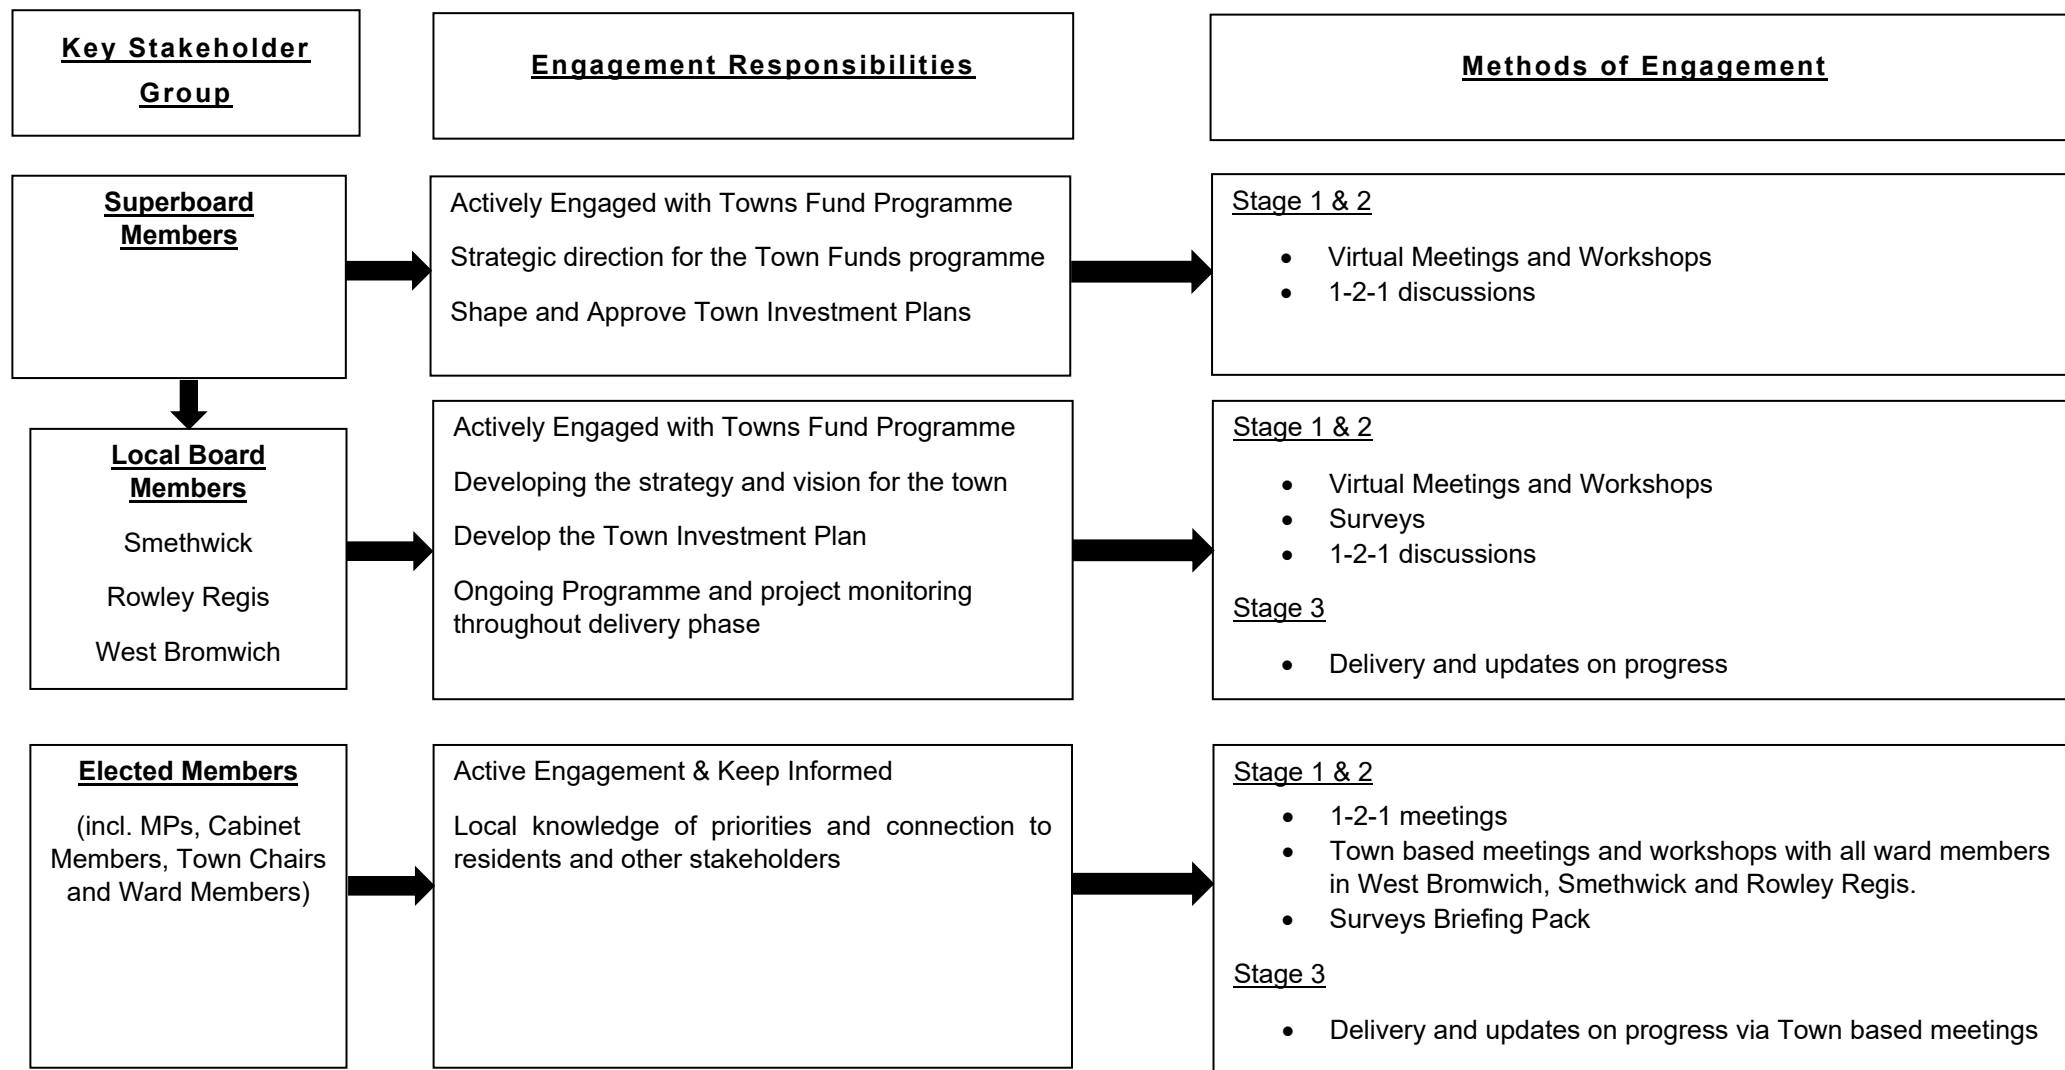 Key Stakeholder
Group
Engagement Responsibilities
Methods of Engagement
Superboard
Members
Actively Engaged with Towns Fund Programme
Strategic direction for the Town Funds programme
Shape and Approve Town Investment Plans
Stage 1 & 2
• Virtual Meetings and Workshops
• 1-2-1 discussions
Local Board
Members
Smethwick
Rowley Regis
West Bromwich
Actively Engaged with Towns Fund Programme
Developing the strategy and vision for the town
Develop the Town Investment Plan
Ongoing Programme and project monitoring
throughout delivery phase
Stage 1 & 2
• Virtual Meetings and Workshops
• Surveys
• 1-2-1 discussions
Stage 3
• Delivery and updates on progress
Elected Members
(incl. MPs, Cabinet
Members, Town Chairs
and Ward Members)
Active Engagement & Keep Informed
Local knowledge of priorities and connection to
residents and other stakeholders
Stage 1 & 2
• 1-2-1 meetings
• Town based meetings and workshops with all ward members
in West Bromwich, Smethwick and Rowley Regis.
• Surveys Briefing Pack
Stage 3
• Delivery and updates on progress via Town based meetings